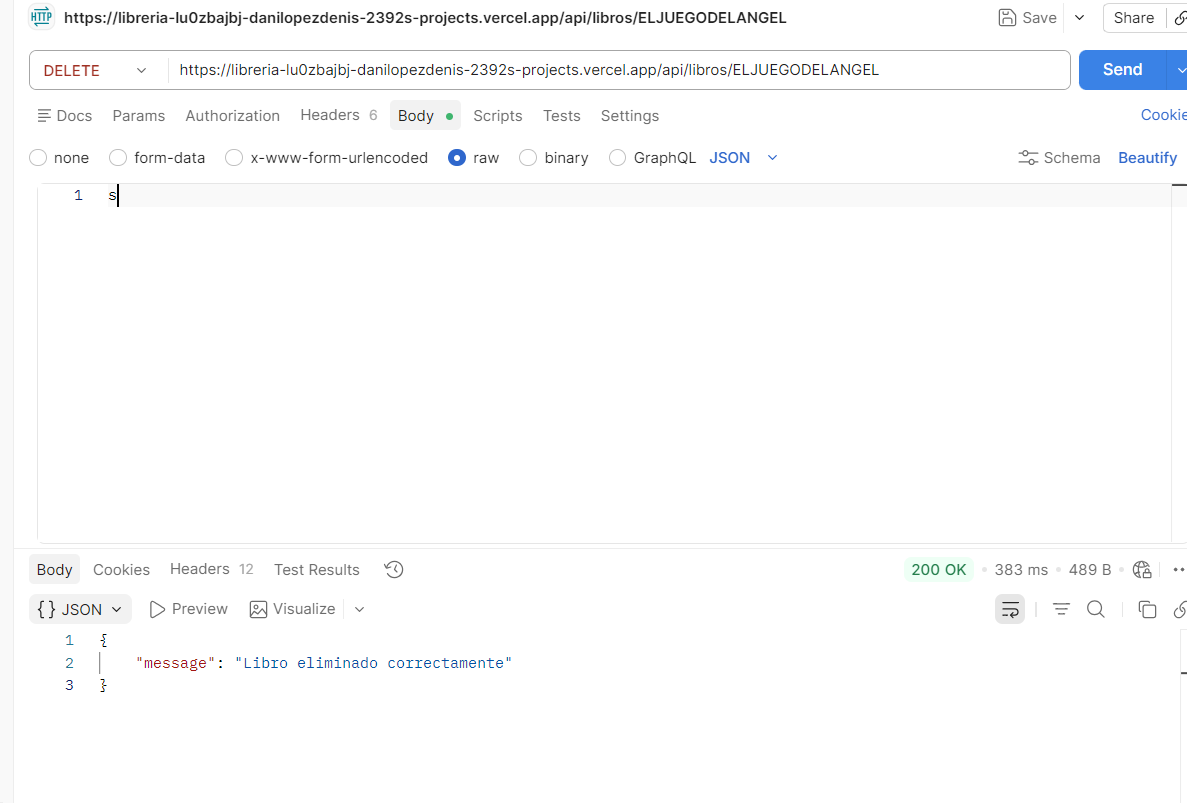 HTTP https://libreria-lu0zbajbj-danilopezdenis-2392s-projects.vercel.app/api/libros/ELJUEGODELANGEL Save Share
DELETE https://libreria-lu0zbajbj-danilopezdenis-2392s-projects.vercel.app/api/libros/ELJUEGODELANGEL Send
Docs Params Authorization Headers 6 Body Scripts Tests Settings Cookie
none form-data x-www-form-urlencoded raw binary GraphQL JSON Schema Beautify
1 s
Body Cookies Headers 12 Test Results 200 OK 383 ms 489 B
{} JSON Preview Visualize
1 {
2 "message": "Libro eliminado correctamente"
3 }